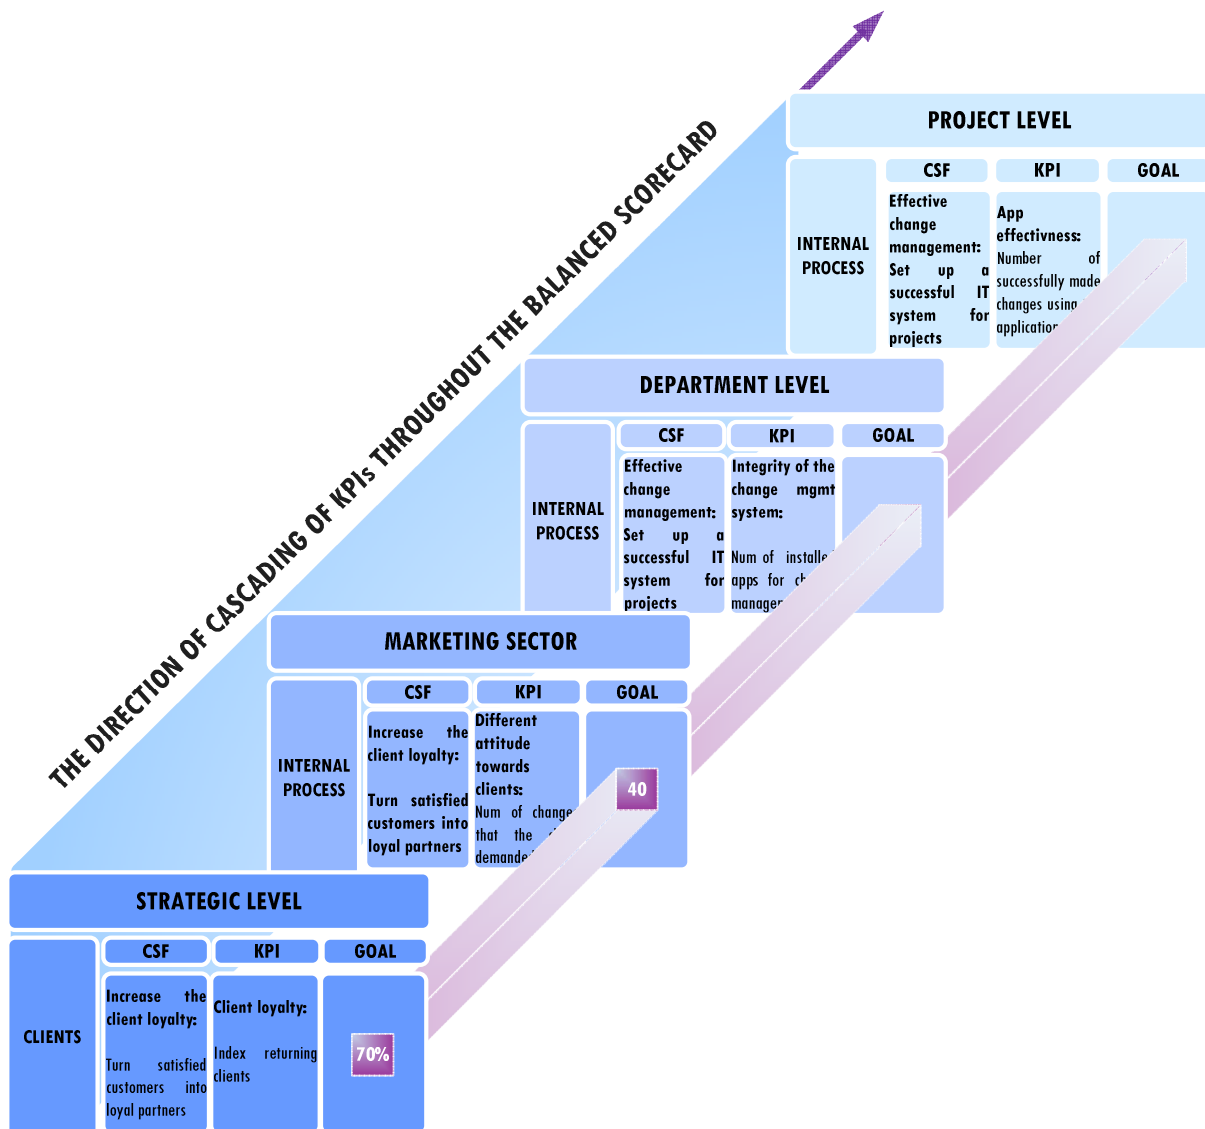 THE DIRECTION OF CASCADING OF KPIs THROUGHOUT THE BALANCED SCORECARD
PROJECT LEVEL
CSF
KPI
GOAL
INTERNAL
PROCESS
Effective
change
management:
Set up a
successful IT
system for
projects
App
effectivness:
Number of
successfully made
changes using
application
DEPARTMENT LEVEL
CSF
KPI
GOAL
INTERNAL
PROCESS
Effective
change
management:
Set up a
successful IT
system for
projects
Integrity of the
change mgmt
system:
Num of installed
apps for
MARKETING SECTOR
CSF
KPI
GOAL
INTERNAL
PROCESS
Increase the
client loyalty:
Turn satisfied
customers into
loyal partners
Different
attitude
towards
clients:
Num of change
that the
demanded
40
STRATEGIC LEVEL
CSF
KPI
GOAL
CLIENTS
Increase the
client loyalty:
Turn satisfied
customers into
loyal partners
Client loyalty:
Index returning
clients
70%